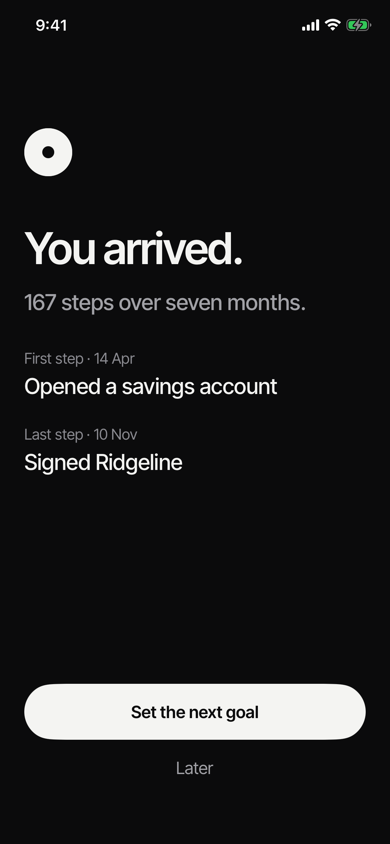 9:41
You arrived.
167 steps over seven months.
First step · 14 Apr
Opened a savings account
Last step · 10 Nov
Signed Ridgeline
Set the next goal
Later